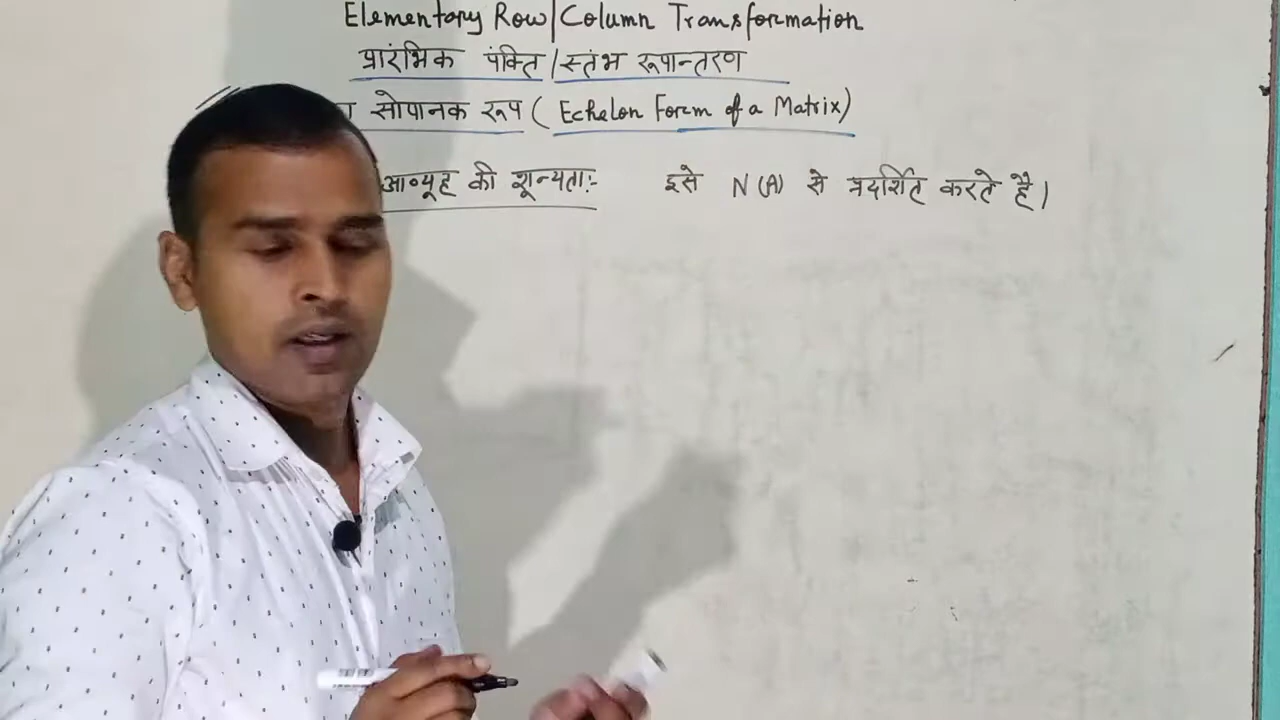 Elementary Row/Column Transformation
प्रारंभिक पंक्ति/स्तंभ रूपान्तरण
सोपानक रूप ( Echelon Form of a Matrix)
आव्यूह की शून्यता:- इसे N(A) से प्रदर्शित करते है।